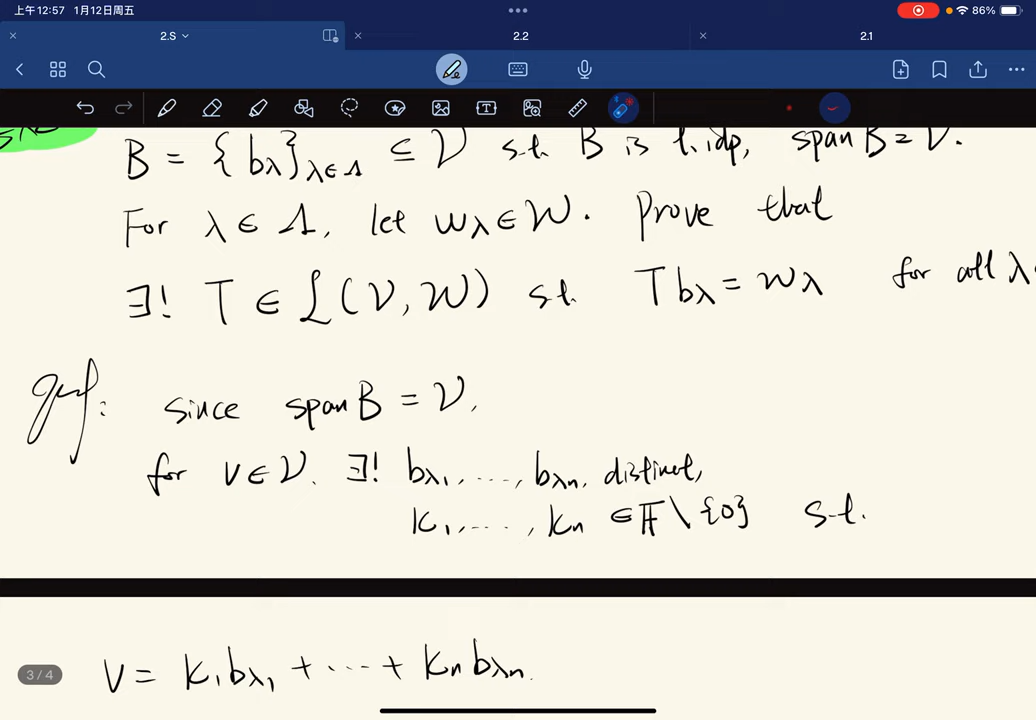 上午12:57 1月12日周五
86%
2.S
2.2
2.1
B = {bλ}λ∈Λ ⊆ V s.t. B is l.idp, span B = V.
For λ ∈ Λ, let wλ ∈ W. Prove that
∃! T ∈ L(V, W) s.t. Tbλ = wλ for all λ
since span B = V,
for v ∈ V. ∃! bλ1, ..., bλn, distinct,
k1, ..., kn ∈ F \ {0} s.t.
3 / 4
V = k1bλ1 + ... + knbλn.